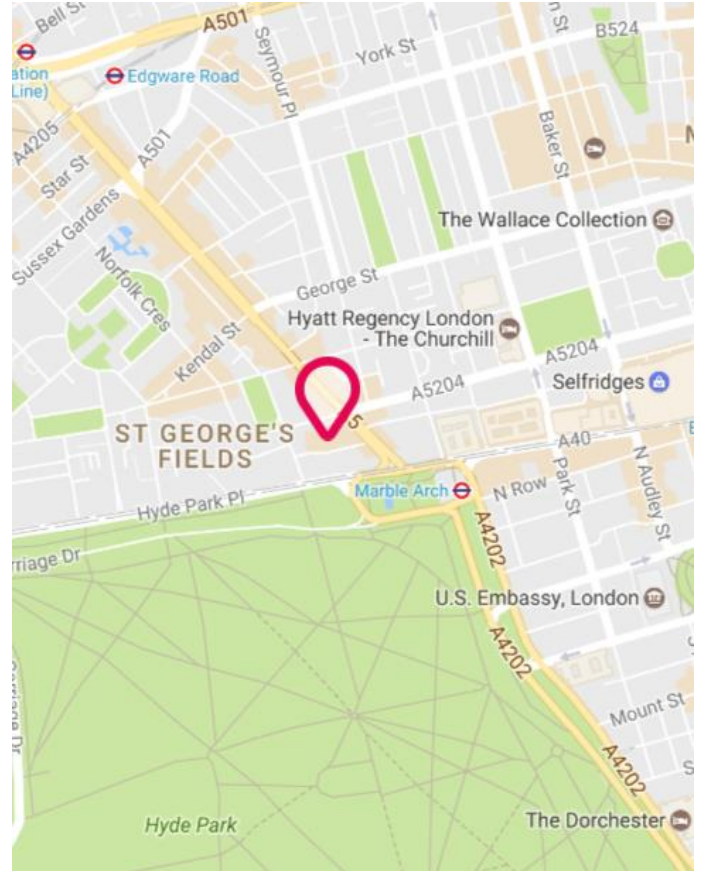 Bell St
A501
B524
Seymour Pl
York St
ation
Line)
Edgware Road
Baker St
A4205
A501
Star St
Sussex Gardens
The Wallace Collection
Norfolk Cres
George St
Hyatt Regency London
- The Churchill
Kendal St
A5204
A5204
Selfridges
5
ST GEORGE'S
FIELDS
A40
Hyde Park Pl
Marble Arch
N Row
Park St
N Audley St
A4202
rriage Dr
U.S. Embassy, London
A4202
Carriage Dr
Mount St
A4202
The Dorchester
Hyde Park